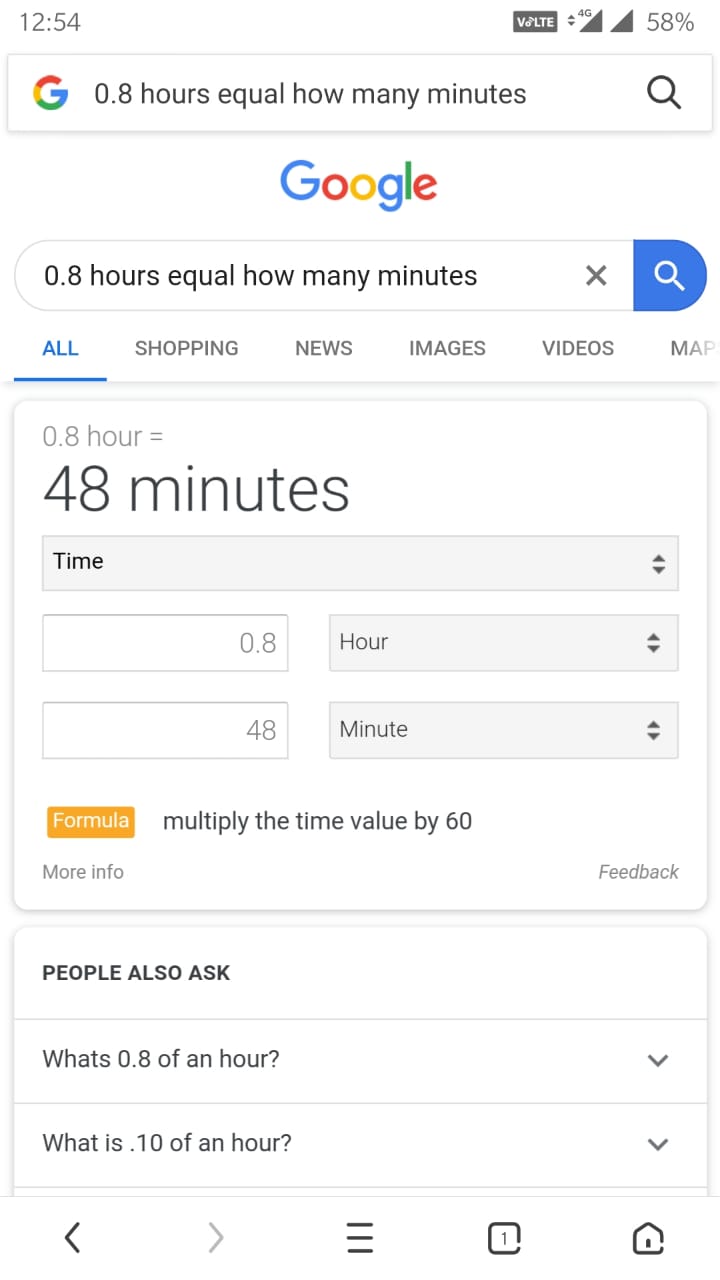 12:54
VoLTE 4G 58%
0.8 hours equal how many minutes
Google
0.8 hours equal how many minutes
ALL SHOPPING NEWS IMAGES VIDEOS MAP
0.8 hour =
48 minutes
Time
0.8 Hour
48 Minute
Formula multiply the time value by 60
More info Feedback
PEOPLE ALSO ASK
Whats 0.8 of an hour?
What is .10 of an hour?
1